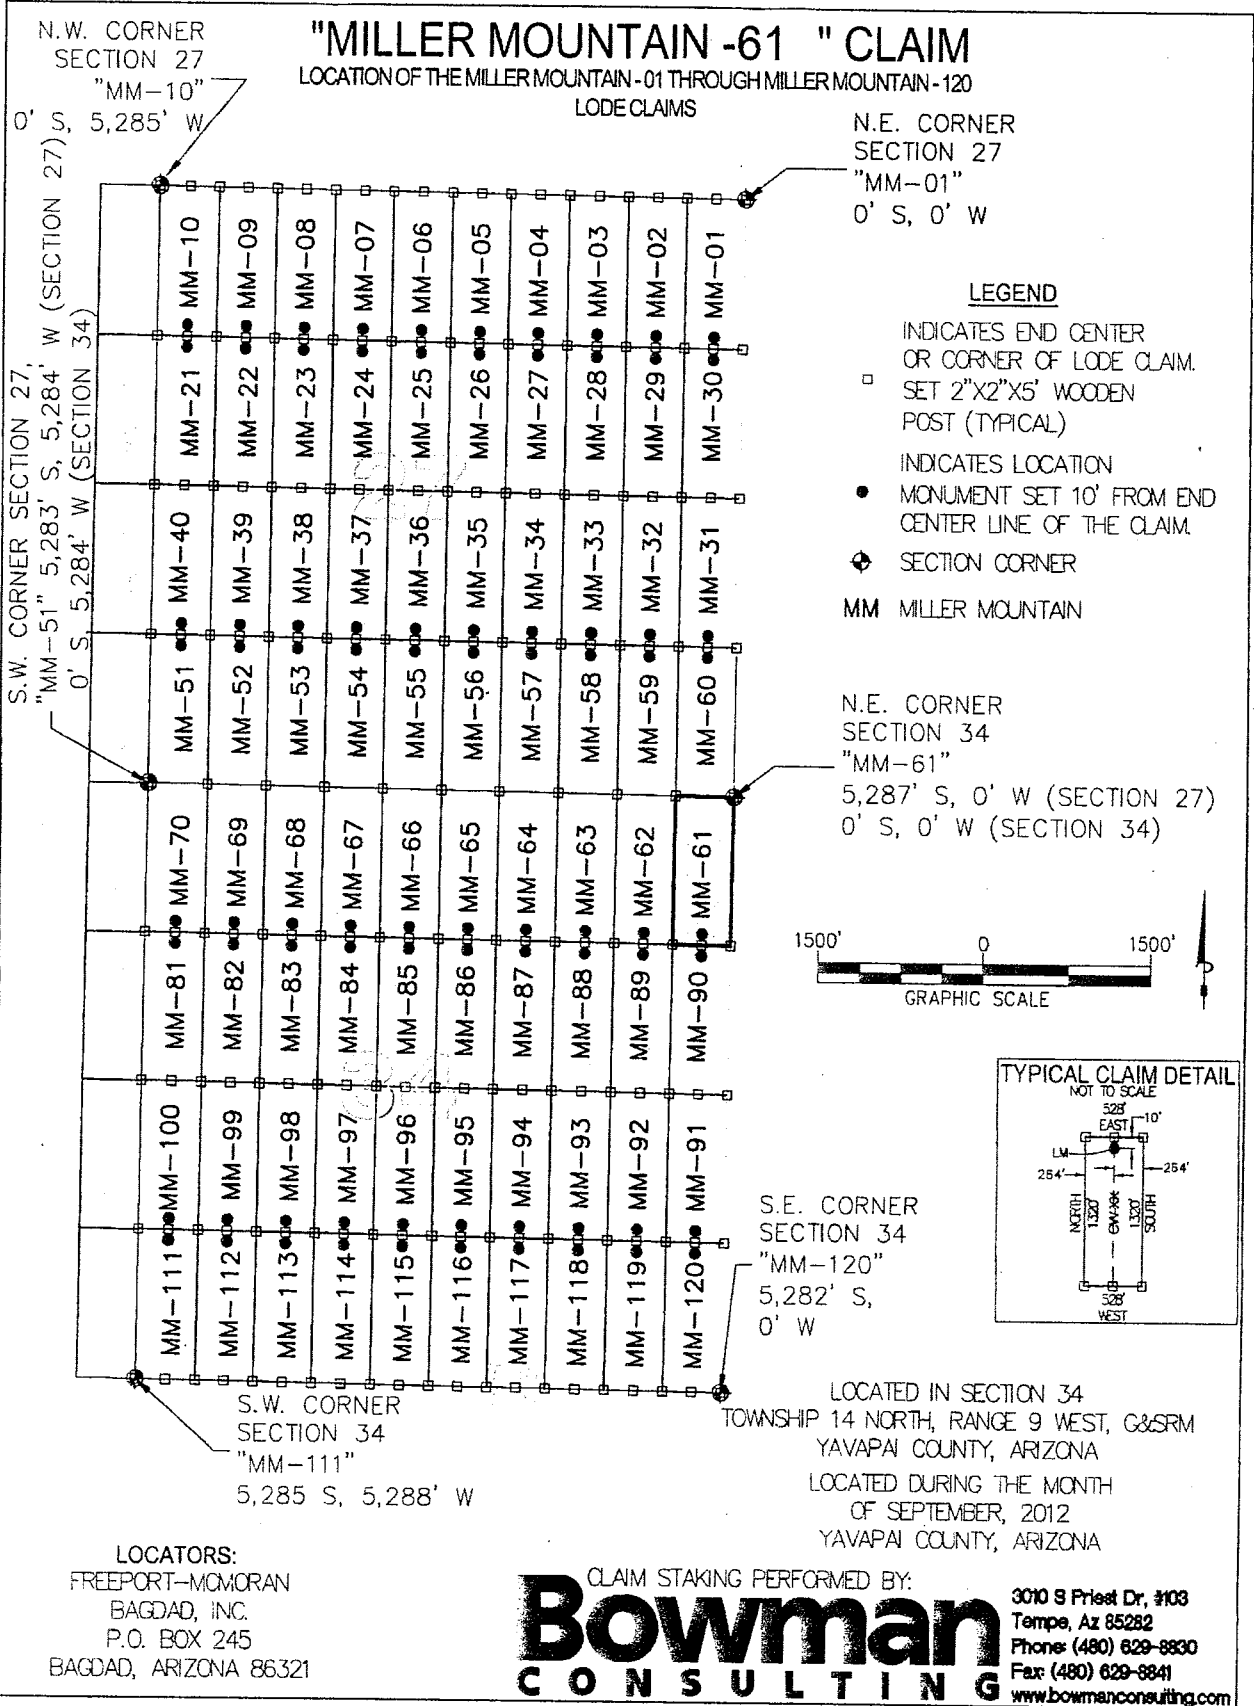 "MILLER MOUNTAIN -61 " CLAIM
LOCATION OF THE MILLER MOUNTAIN - 01 THROUGH MILLER MOUNTAIN - 120
LODE CLAIMS
N.W. CORNER
SECTION 27
"MM-10"
0' S, 5,285' W
N.E. CORNER
SECTION 27
"MM-01"
0' S, 0' W
S.W. CORNER SECTION 27,
"MM-51" 5,283' S, 5,284' W (SECTION 27)
0' S, 5,284' W (SECTION 34)
MM-10 MM-09 MM-08 MM-07 MM-06 MM-05 MM-04 MM-03 MM-02 MM-01
MM-21 MM-22 MM-23 MM-24 MM-25 MM-26 MM-27 MM-28 MM-29 MM-30
27
MM-40 MM-39 MM-38 MM-37 MM-36 MM-35 MM-34 MM-33 MM-32 MM-31
MM-51 MM-52 MM-53 MM-54 MM-55 MM-56 MM-57 MM-58 MM-59 MM-60
MM-70 MM-69 MM-68 MM-67 MM-66 MM-65 MM-64 MM-63 MM-62 MM-61
MM-81 MM-82 MM-83 MM-84 MM-85 MM-86 MM-87 MM-88 MM-89 MM-90
34
MM-100 MM-99 MM-98 MM-97 MM-96 MM-95 MM-94 MM-93 MM-92 MM-91
MM-111 MM-112 MM-113 MM-114 MM-115 MM-116 MM-117 MM-118 MM-119 MM-120
LEGEND
INDICATES END CENTER
OR CORNER OF LODE CLAIM.
SET 2"X2"X5' WOODEN
POST (TYPICAL)
INDICATES LOCATION
MONUMENT SET 10' FROM END
CENTER LINE OF THE CLAIM.
SECTION CORNER
MM MILLER MOUNTAIN
N.E. CORNER
SECTION 34
"MM-61"
5,287' S, 0' W (SECTION 27)
0' S, 0' W (SECTION 34)
1500' 0 1500'
GRAPHIC SCALE
TYPICAL CLAIM DETAIL
NOT TO SCALE
528'
EAST
10'
LM
264' 264'
NORTH
1320'
1320'
SOUTH
528'
WEST
S.E. CORNER
SECTION 34
"MM-120"
5,282' S,
0' W
S.W. CORNER
SECTION 34
"MM-111"
5,285 S, 5,288' W
LOCATED IN SECTION 34
TOWNSHIP 14 NORTH, RANGE 9 WEST, G&SRM
YAVAPAI COUNTY, ARIZONA
LOCATED DURING THE MONTH
OF SEPTEMBER, 2012
YAVAPAI COUNTY, ARIZONA
LOCATORS:
FREEPORT-MCMORAN
BAGDAD, INC.
P.O. BOX 245
BAGDAD, ARIZONA 86321
CLAIM STAKING PERFORMED BY:
Bowman
CONSULTING
3010 S Priest Dr, #103
Tempe, Az 85282
Phone: (480) 629-8830
Fax: (480) 629-8841
www.bowmanconsulting.com